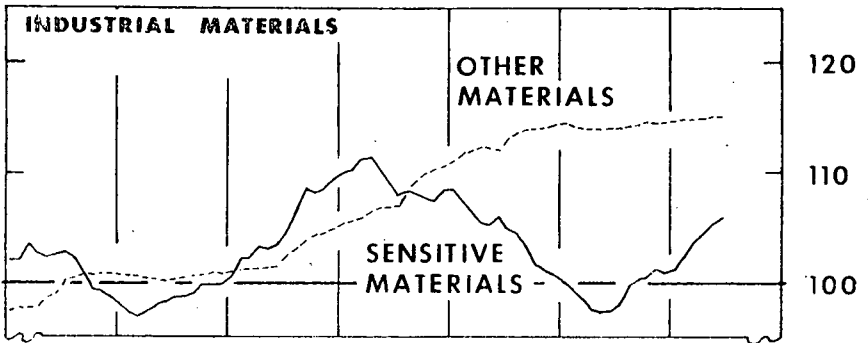 INDUSTRIAL MATERIALS
OTHER
MATERIALS
120
110
SENSITIVE
MATERIALS
100